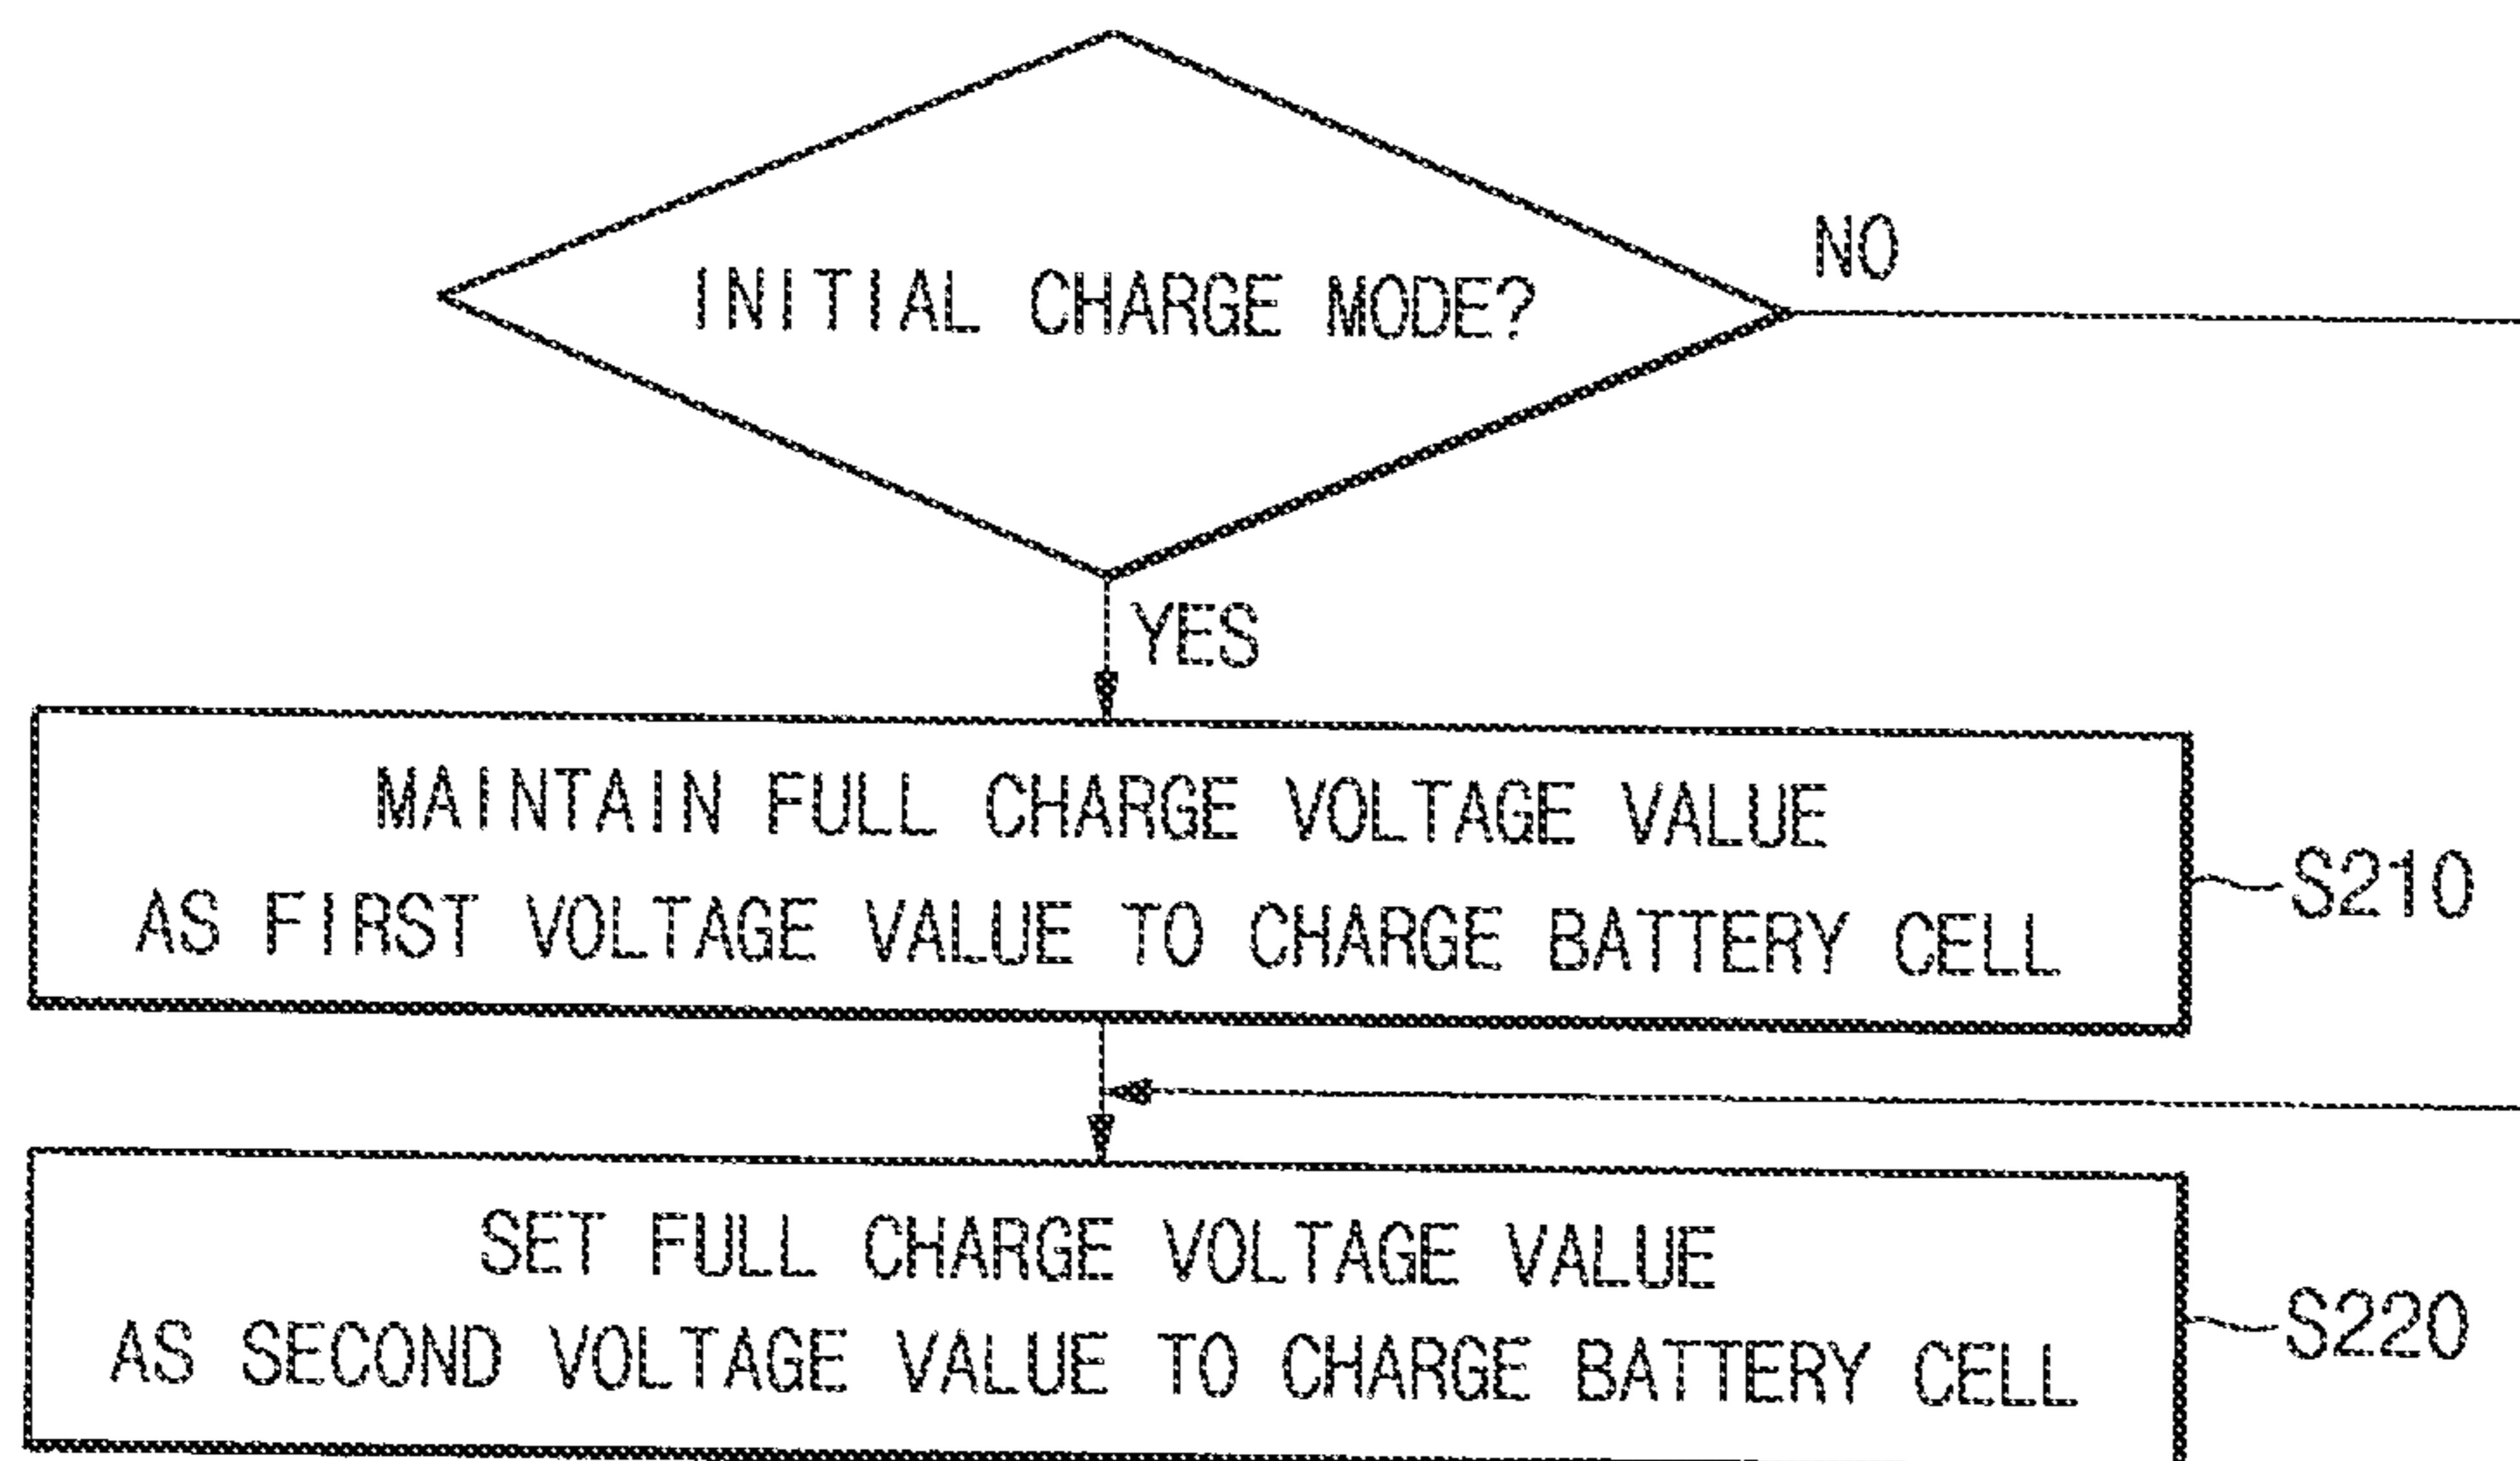 INITIAL CHARGE MODE?
NO
YES
MAINTAIN FULL CHARGE VOLTAGE VALUE
AS FIRST VOLTAGE VALUE TO CHARGE BATTERY CELL
S210
SET FULL CHARGE VOLTAGE VALUE
AS SECOND VOLTAGE VALUE TO CHARGE BATTERY CELL
S220